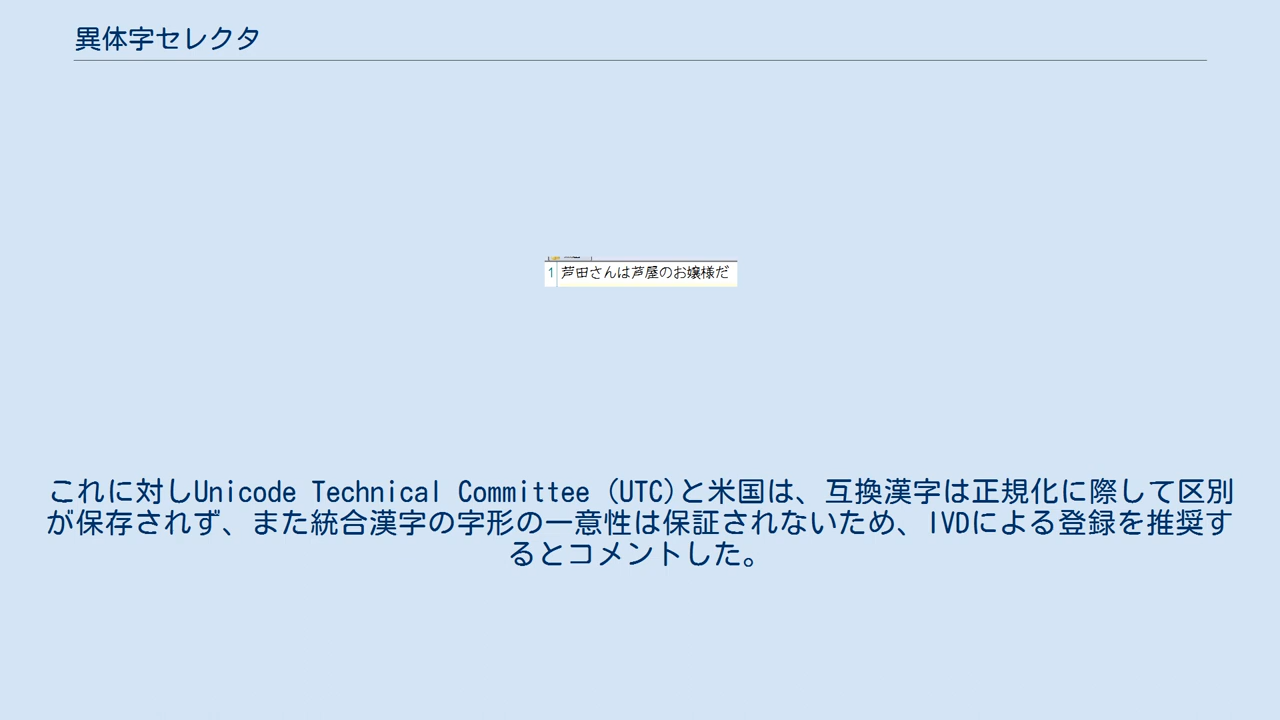 異体字セレクタ
1 芦田さんは芦屋のお嬢様だ
これに対しUnicode Technical Committee (UTC)と米国は、互換漢字は正規化に際して区別
が保存されず、また統合漢字の字形の一意性は保証されないため、IVDによる登録を推奨す
るとコメントした。